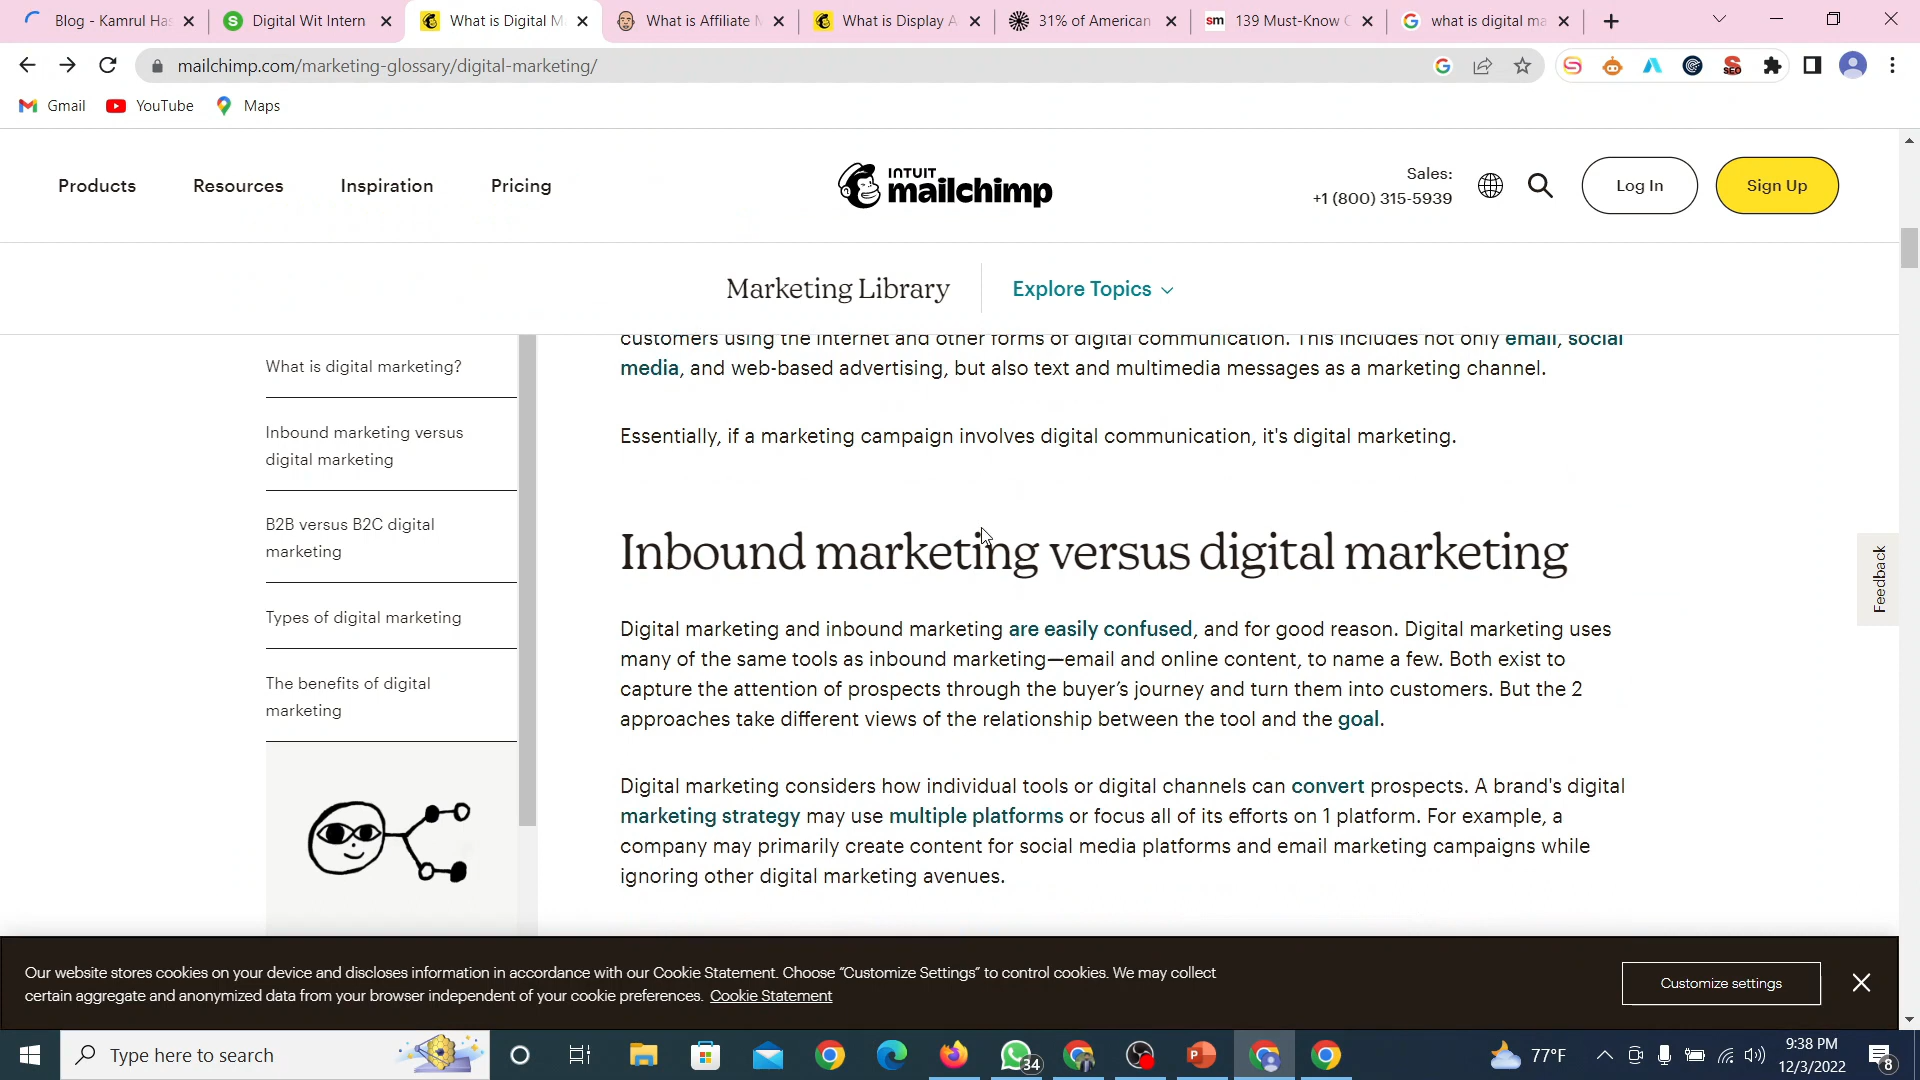 Blog - Kamrul Has
Digital Wit Intern
What is Digital M
What is Affiliate M
What is Display A
31% of American
sm
139 Must-Know
what is digital ma
mailchimp.com/marketing-glossary/digital-marketing/
SEO
Gmail
YouTube
Maps
Products
Resources
Inspiration
Pricing
INTUIT
mailchimp
Sales:
+1 (800) 315-5939
Log In
Sign Up
Marketing Library
Explore Topics
What is digital marketing?
Inbound marketing versus
digital marketing
B2B versus B2C digital
marketing
Types of digital marketing
The benefits of digital
marketing
customers using the internet and other forms of digital communication. This includes not only email, social
media, and web-based advertising, but also text and multimedia messages as a marketing channel.
Essentially, if a marketing campaign involves digital communication, it's digital marketing.
Inbound marketing versus digital marketing
Digital marketing and inbound marketing are easily confused, and for good reason. Digital marketing uses
many of the same tools as inbound marketing—email and online content, to name a few. Both exist to
capture the attention of prospects through the buyer’s journey and turn them into customers. But the 2
approaches take different views of the relationship between the tool and the goal.
Digital marketing considers how individual tools or digital channels can convert prospects. A brand's digital
marketing strategy may use multiple platforms or focus all of its efforts on 1 platform. For example, a
company may primarily create content for social media platforms and email marketing campaigns while
ignoring other digital marketing avenues.
Feedback
Our website stores cookies on your device and discloses information in accordance with our Cookie Statement. Choose “Customize Settings” to control cookies. We may collect
certain aggregate and anonymized data from your browser independent of your cookie preferences. Cookie Statement
Customize settings
Type here to search
34
77°F
9:38 PM
12/3/2022
8